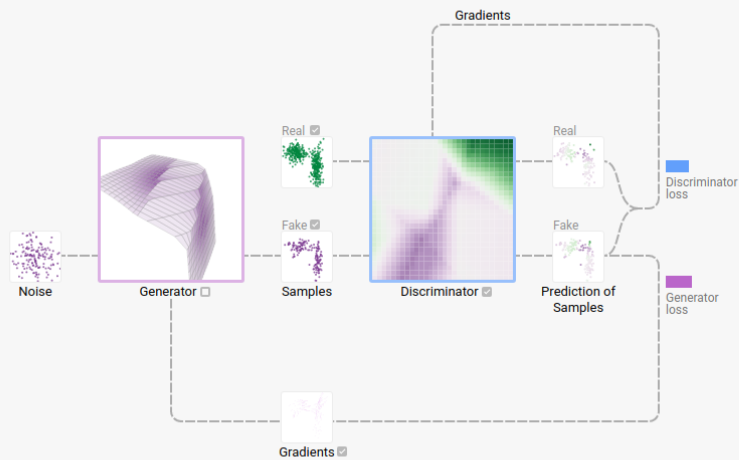 Gradients
Real
Real
Discriminator
loss
Fake
Fake
Noise
Generator
Samples
Discriminator
Prediction of
Samples
Generator
loss
Gradients